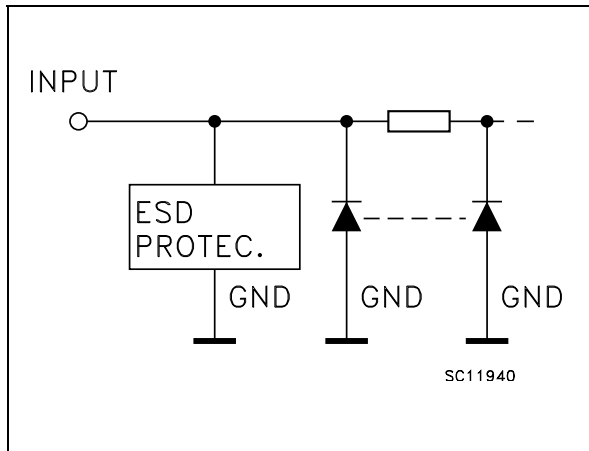 INPUT
ESD
PROTEC.
GND GND GND
SC11940